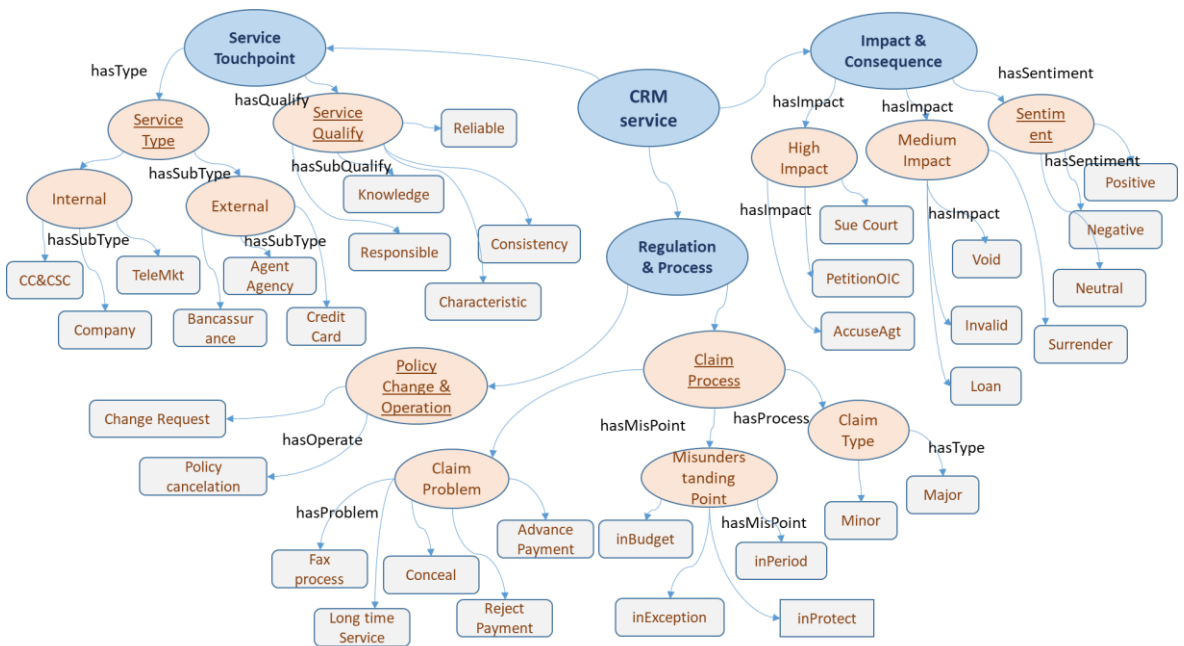 Service
Touchpoint
Impact &
Consequence
CRM
service
hasType
hasQualify
hasImpact
hasImpact
hasSentiment
Service
Type
Service
Qualify
Reliable
High
Impact
Medium
Impact
Sentim
ent
hasSubType
hasSubQualify
hasSentiment
Internal
External
Knowledge
Positive
hasImpact
hasImpact
Sue Court
Negative
hasSubType
hasSubType
Responsible
Consistency
Regulation
& Process
Void
CC&CSC
TeleMkt
Agent
Agency
Characteristic
PetitionOIC
Neutral
Company
Bancassur
ance
Credit
Card
AccuseAgt
Invalid
Surrender
Policy
Change &
Operation
Claim
Process
Loan
Change Request
hasOperate
hasMisPoint
hasProcess
Claim
Type
hasType
Policy
cancelation
Claim
Problem
Misunders
tanding
Point
Major
hasProblem
Advance
Payment
inBudget
hasMisPoint
Minor
Fax
process
Conceal
inPeriod
Long time
Service
Reject
Payment
inException
inProtect